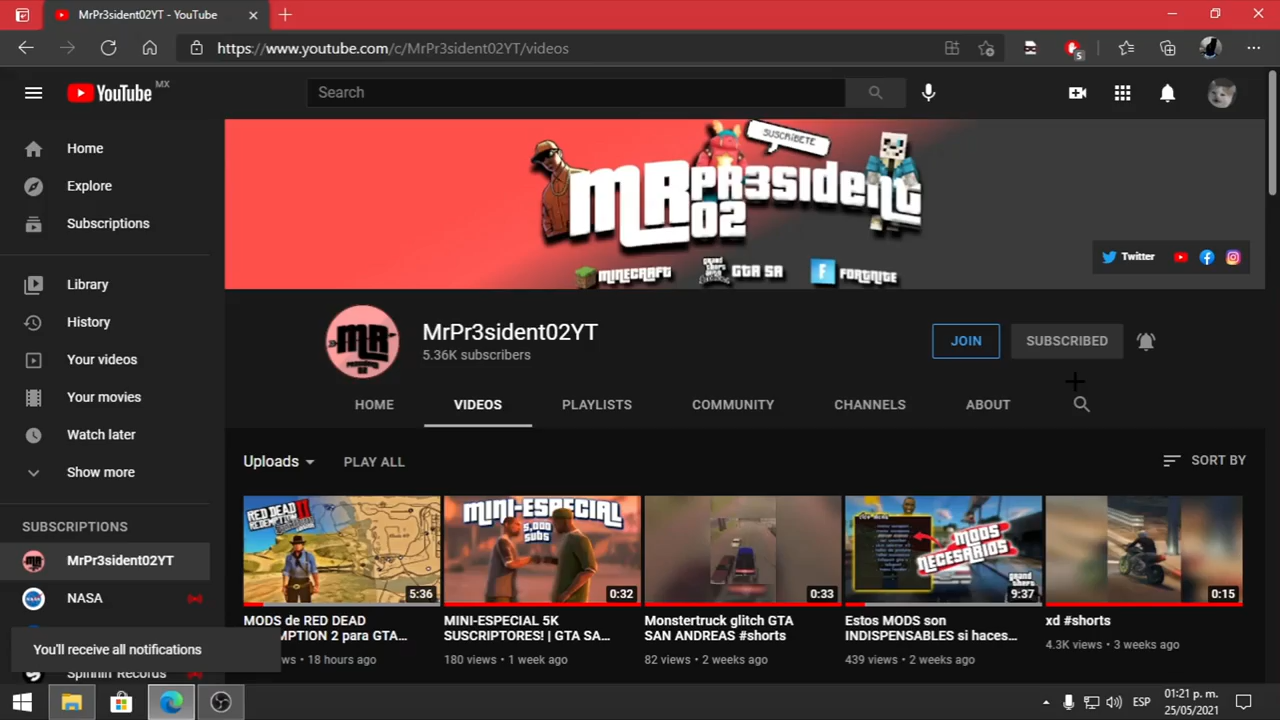 MrPr3sident02YT - YouTube
https://www.youtube.com/c/MrPr3sident02YT/videos
5
YouTube MX
Search
Home
Explore
Subscriptions
Library
History
Your videos
Your movies
Watch later
Show more
SUBSCRIPTIONS
MrPr3sident02YT
NASA
Spinnin' Records
You'll receive all notifications
SUSCRIBETE
MR PR3SIDENT 02
MINECRAFT
GTA SA
FORTNITE
Twitter
MR
MrPr3sident02YT
5.36K subscribers
JOIN
SUBSCRIBED
HOME
VIDEOS
PLAYLISTS
COMMUNITY
CHANNELS
ABOUT
Uploads
PLAY ALL
SORT BY
RED DEAD
REDEMPTION II
5:36
MODS de RED DEAD
EMPTION 2 para GTA...
ws • 18 hours ago
MINI-ESPECIAL
5,000
SUBS
0:32
MINI-ESPECIAL 5K
SUSCRIPTORES! | GTA SA...
180 views • 1 week ago
0:33
Monstertruck glitch GTA
SAN ANDREAS #shorts
82 views • 2 weeks ago
MODS
NECESARIOS
9:37
Estos MODS son
INDISPENSABLES si haces...
439 views • 2 weeks ago
0:15
xd #shorts
4.3K views • 3 weeks ago
ESP
01:21 p. m.
25/05/2021